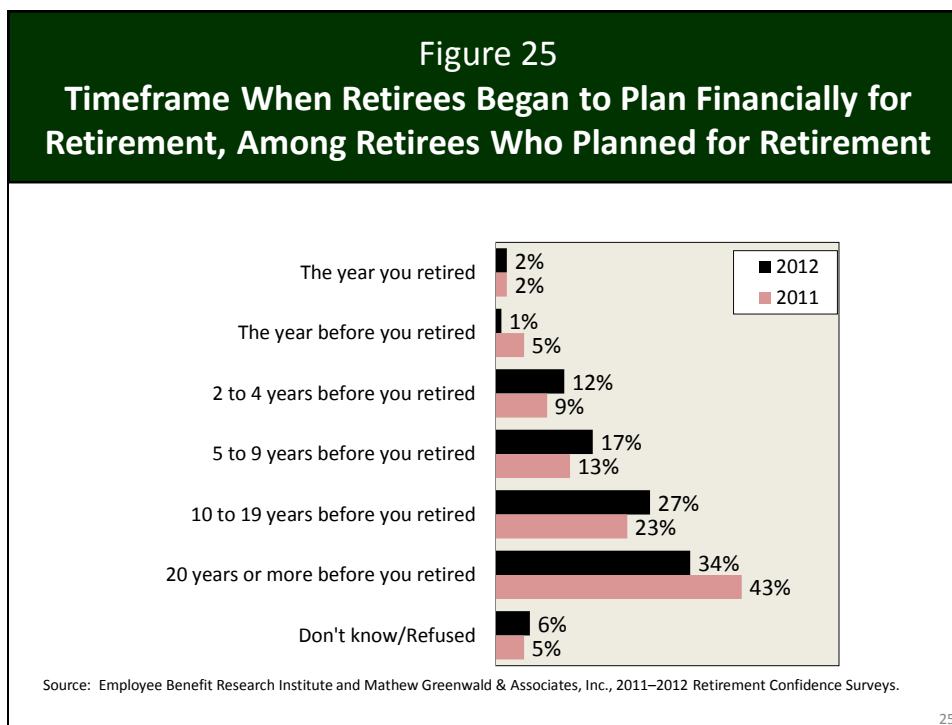 Figure 25
Timeframe When Retirees Began to Plan Financially for
Retirement, Among Retirees Who Planned for Retirement
2012
2011
The year you retired
2%
2%
The year before you retired
1%
5%
2 to 4 years before you retired
12%
9%
5 to 9 years before you retired
17%
13%
10 to 19 years before you retired
27%
23%
20 years or more before you retired
34%
43%
Don't know/Refused
6%
5%
Source: Employee Benefit Research Institute and Mathew Greenwald & Associates, Inc., 2011–2012 Retirement Confidence Surveys.
25